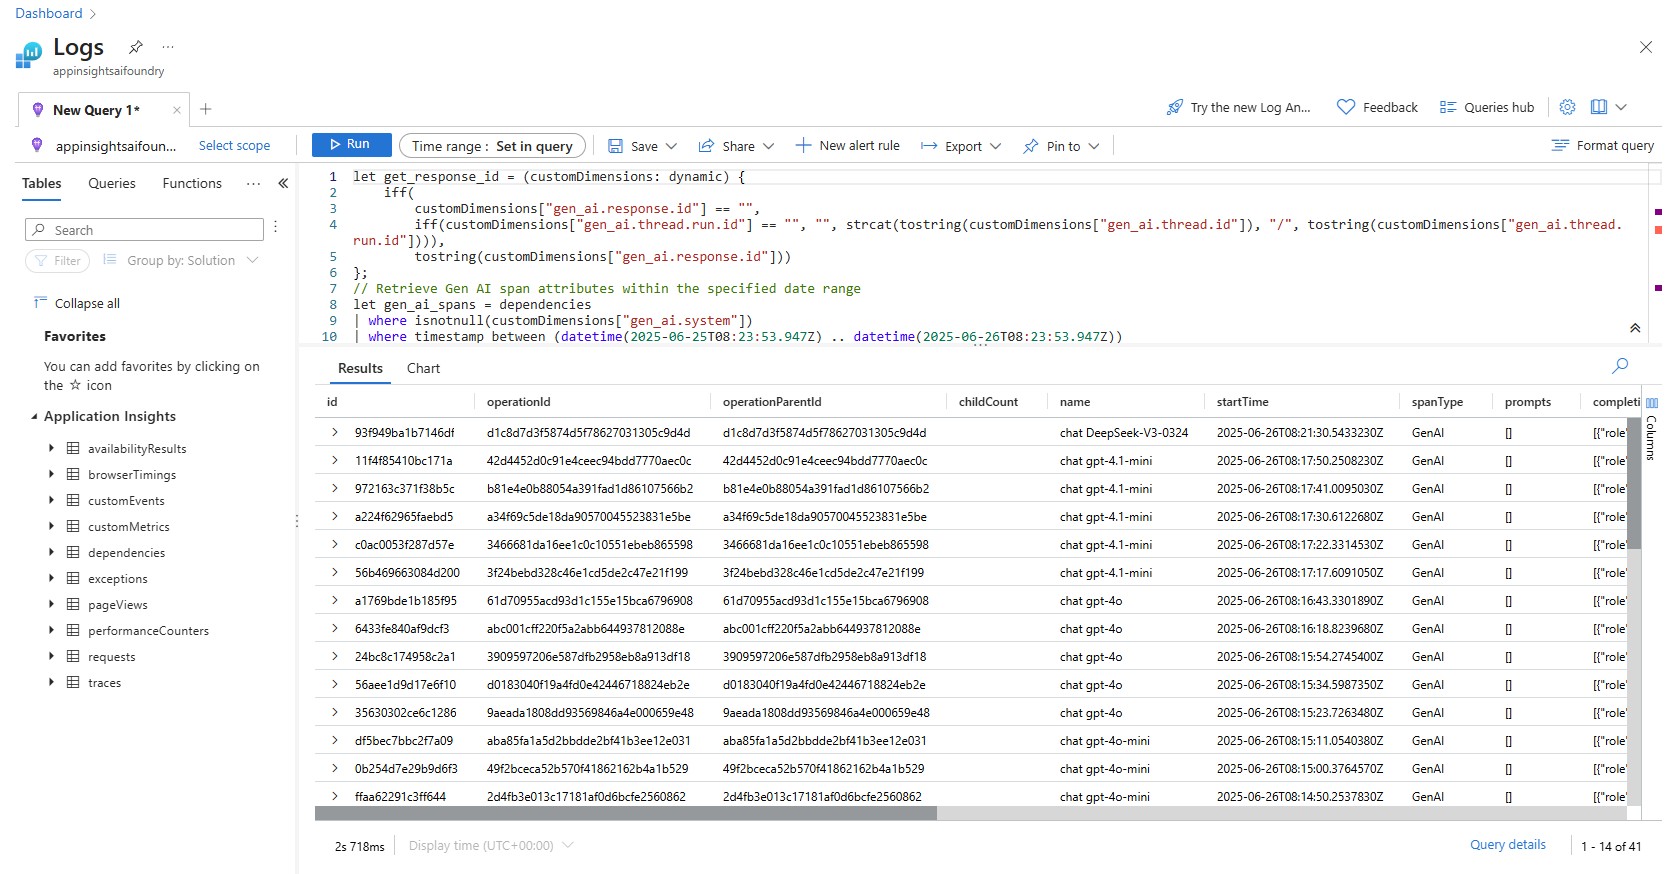 Dashboard
Logs
appinsightsaifoundry
New Query 1*
Try the new Log An...
Feedback
Queries hub
appinsightsaifoun...
Select scope
Run
Time range : Set in query
Save
Share
New alert rule
Export
Pin to
Format query
Tables
Queries
Functions
Search
Filter
Group by: Solution
Collapse all
Favorites
You can add favorites by clicking on
the ☆ icon
Application Insights
availabilityResults
browserTimings
customEvents
customMetrics
dependencies
exceptions
pageViews
performanceCounters
requests
traces
1 let get_response_id = (customDimensions: dynamic) {
2 iff(
3 customDimensions["gen_ai.response.id"] == "",
4 iff(customDimensions["gen_ai.thread.run.id"] == "", "", strcat(tostring(customDimensions["gen_ai.thread.id"]), "/", tostring(customDimensions["gen_ai.thread.
run.id"]))),
5 tostring(customDimensions["gen_ai.response.id"]))
6 };
7 // Retrieve Gen AI span attributes within the specified date range
8 let gen_ai_spans = dependencies
9 | where isnotnull(customDimensions["gen_ai.system"])
10 | where timestamp between (datetime(2025-06-25T08:23:53.947Z) .. datetime(2025-06-26T08:23:53.947Z))
Results Chart
id operationId operationParentId childCount name startTime spanType prompts completi
93f949ba1b7146df d1c8d7d3f5874d5f78627031305c9d4d d1c8d7d3f5874d5f78627031305c9d4d chat DeepSeek-V3-0324 2025-06-26T08:21:30.5433230Z GenAI [] [{"role"
11f4f85410bc171a 42d4452d0c91e4ceec94bdd7770aec0c 42d4452d0c91e4ceec94bdd7770aec0c chat gpt-4.1-mini 2025-06-26T08:17:50.2508230Z GenAI [] [{"role"
972163c371f38b5c b81e4e0b88054a391fad1d86107566b2 b81e4e0b88054a391fad1d86107566b2 chat gpt-4.1-mini 2025-06-26T08:17:41.0095030Z GenAI [] [{"role"
a224f62965faebd5 a34f69c5de18da90570045523831e5be a34f69c5de18da90570045523831e5be chat gpt-4.1-mini 2025-06-26T08:17:30.6122680Z GenAI [] [{"role"
c0ac0053f287d57e 3466681da16ee1c0c10551ebeb865598 3466681da16ee1c0c10551ebeb865598 chat gpt-4.1-mini 2025-06-26T08:17:22.3314530Z GenAI [] [{"role"
56b469663084d200 3f24bebd328c46e1cd5de2c47e21f199 3f24bebd328c46e1cd5de2c47e21f199 chat gpt-4.1-mini 2025-06-26T08:17:17.6091050Z GenAI [] [{"role"
a1769bde1b185f95 61d70955acd93d1c155e15bca6796908 61d70955acd93d1c155e15bca6796908 chat gpt-4o 2025-06-26T08:16:43.3301890Z GenAI [] [{"role"
6433fe840af9dcf3 abc001cff220f5a2abb644937812088e abc001cff220f5a2abb644937812088e chat gpt-4o 2025-06-26T08:16:18.8239680Z GenAI [] [{"role"
24bc8c174958c2a1 3909597206e587dfb2958eb8a913df18 3909597206e587dfb2958eb8a913df18 chat gpt-4o 2025-06-26T08:15:54.2745400Z GenAI [] [{"role"
56aee1d9d17e6f10 d0183040f19a4fd0e42446718824eb2e d0183040f19a4fd0e42446718824eb2e chat gpt-4o 2025-06-26T08:15:34.5987350Z GenAI [] [{"role"
35630302ce6c1286 9aeada1808dd93569846a4e000659e48 9aeada1808dd93569846a4e000659e48 chat gpt-4o 2025-06-26T08:15:23.7263480Z GenAI [] [{"role"
df5bec7bbc2f7a09 aba85fa1a5d2bbdde2bf41b3ee12e031 aba85fa1a5d2bbdde2bf41b3ee12e031 chat gpt-4o-mini 2025-06-26T08:15:11.0540380Z GenAI [] [{"role"
0b254d7e29b9d6f3 49f2bceca52b570f41862162b4a1b529 49f2bceca52b570f41862162b4a1b529 chat gpt-4o-mini 2025-06-26T08:15:00.3764570Z GenAI [] [{"role"
ffaa62291c3ff644 2d4fb3e013c17181af0d6bcfe2560862 2d4fb3e013c17181af0d6bcfe2560862 chat gpt-4o-mini 2025-06-26T08:14:50.2537830Z GenAI [] [{"role"
Columns
2s 718ms
Display time (UTC+00:00)
Query details
1 - 14 of 41